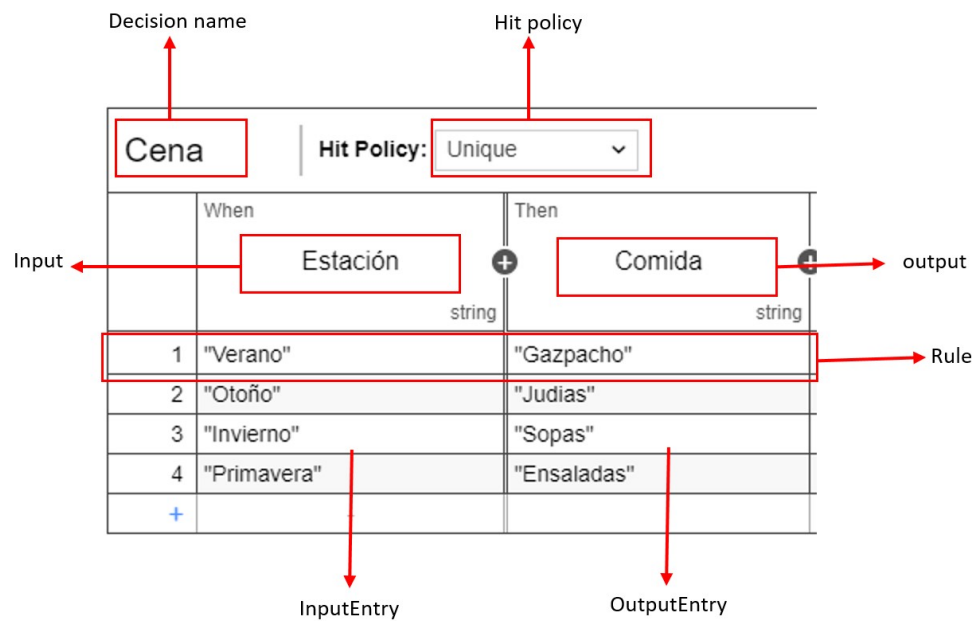 Decision name
Hit policy
Cena
Hit Policy: Unique
When
Then
Input
Estación
Comida
output
string
string
1 "Verano" "Gazpacho"
Rule
2 "Otoño" "Judias"
3 "Invierno" "Sopas"
4 "Primavera" "Ensaladas"
+
InputEntry
OutputEntry